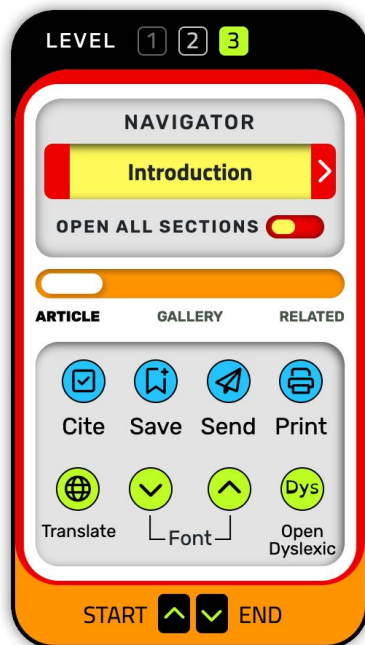 LEVEL 1 2 3
NAVIGATOR
Introduction
OPEN ALL SECTIONS
ARTICLE GALLERY RELATED
Cite Save Send Print
Dys
Translate Font Open
Dyslexic
START END